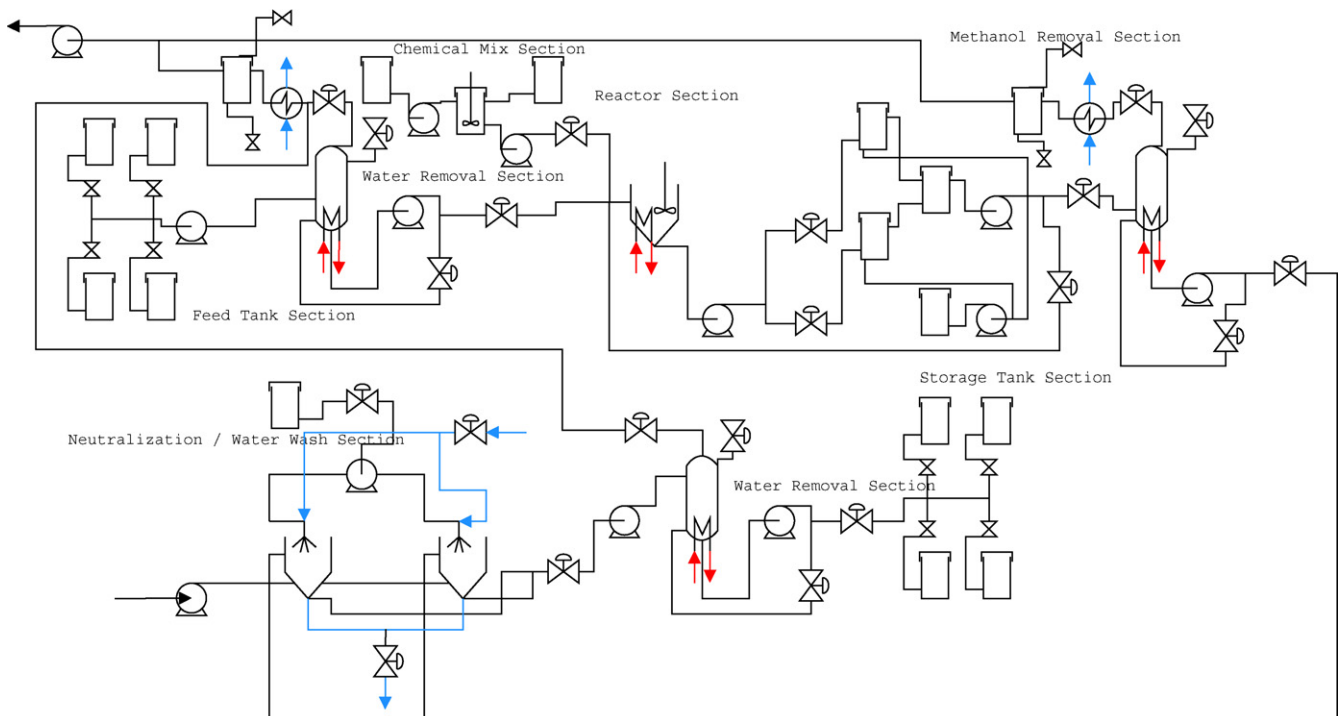 Methanol Removal Section
Chemical Mix Section
Reactor Section
Water Removal Section
Feed Tank Section
Storage Tank Section
Neutralization / Water Wash Section
Water Removal Section